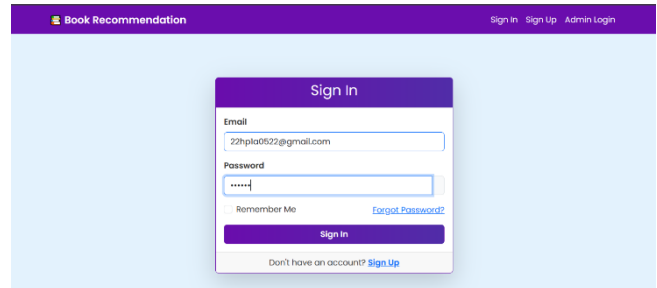 Book Recommendation
Sign In Sign Up Admin Login
Sign In
Email
22hpla0522@gmail.com
Password
••••••
Remember Me Forgot Password?
Sign In
Don't have an account? Sign Up